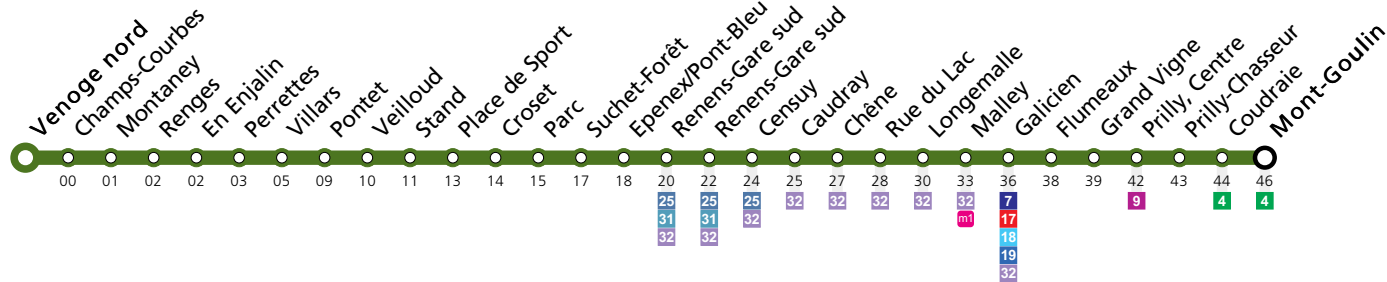 Venoge nord
Champs-Courbes
Montaney
Renges
En Enjalin
Perrettes
Villars
Pontet
Veilloud
Stand
Place de Sport
Croset
Parc
Suchet-Forêt
Epenex/Pont-Bleu
Renens-Gare sud
Renens-Gare sud
Censuy
Caudray
Chêne
Rue du Lac
Longemalle
Malley
Galicien
Flumeaux
Grand Vigne
Prilly, Centre
Prilly-Chasseur
Coudraie
Mont-Goulin
00 01 02 02 03 05 09 10 11 13 14 15 17 18 20 22 24 25 27 28 30 33 36 38 39 42 43 44 46
25 25 25 32 32 32 32 32 7 9 4 4
31 31 32 m1 17
32 32 18
19
32